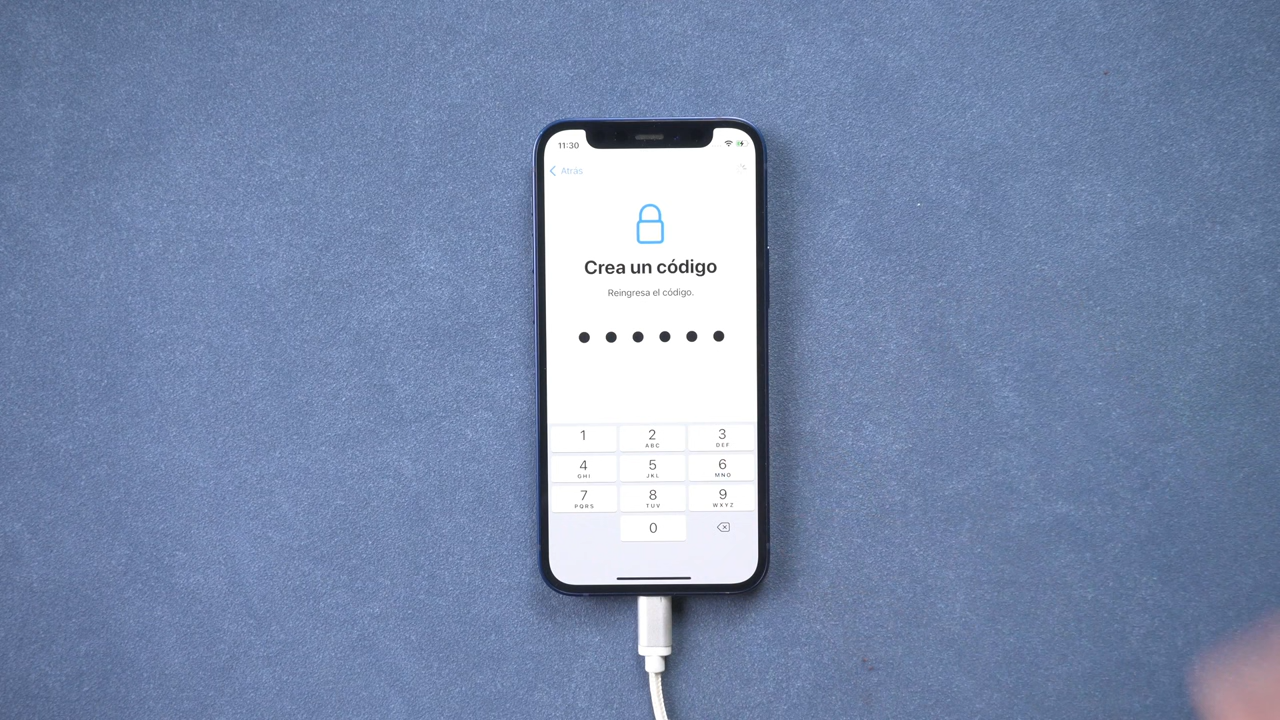 11:30
Atrás
Crea un código
Reingresa el código.
1 2 3
ABC DEF
4 5 6
GHI JKL MNO
7 8 9
PQRS TUV WXYZ
0